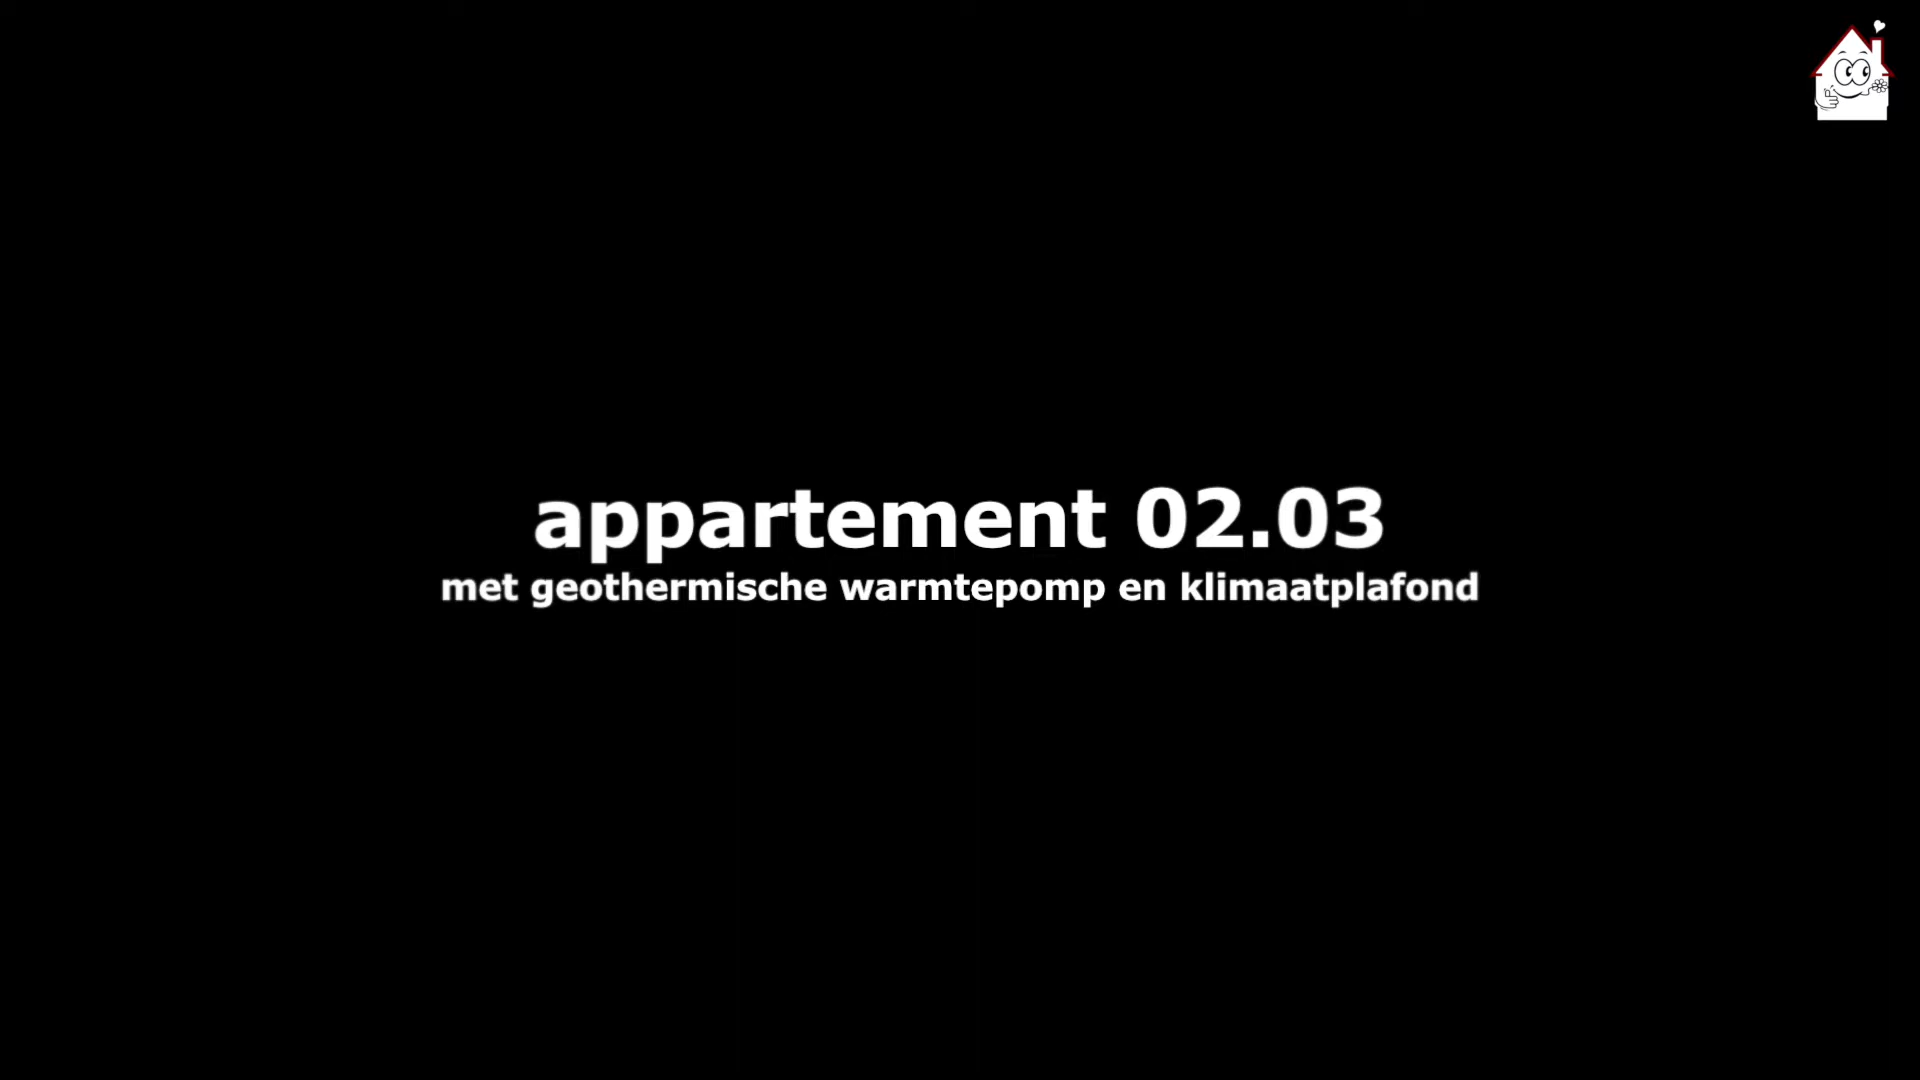 appartement 02.03
met geothermische warmtepomp en klimaatplafond